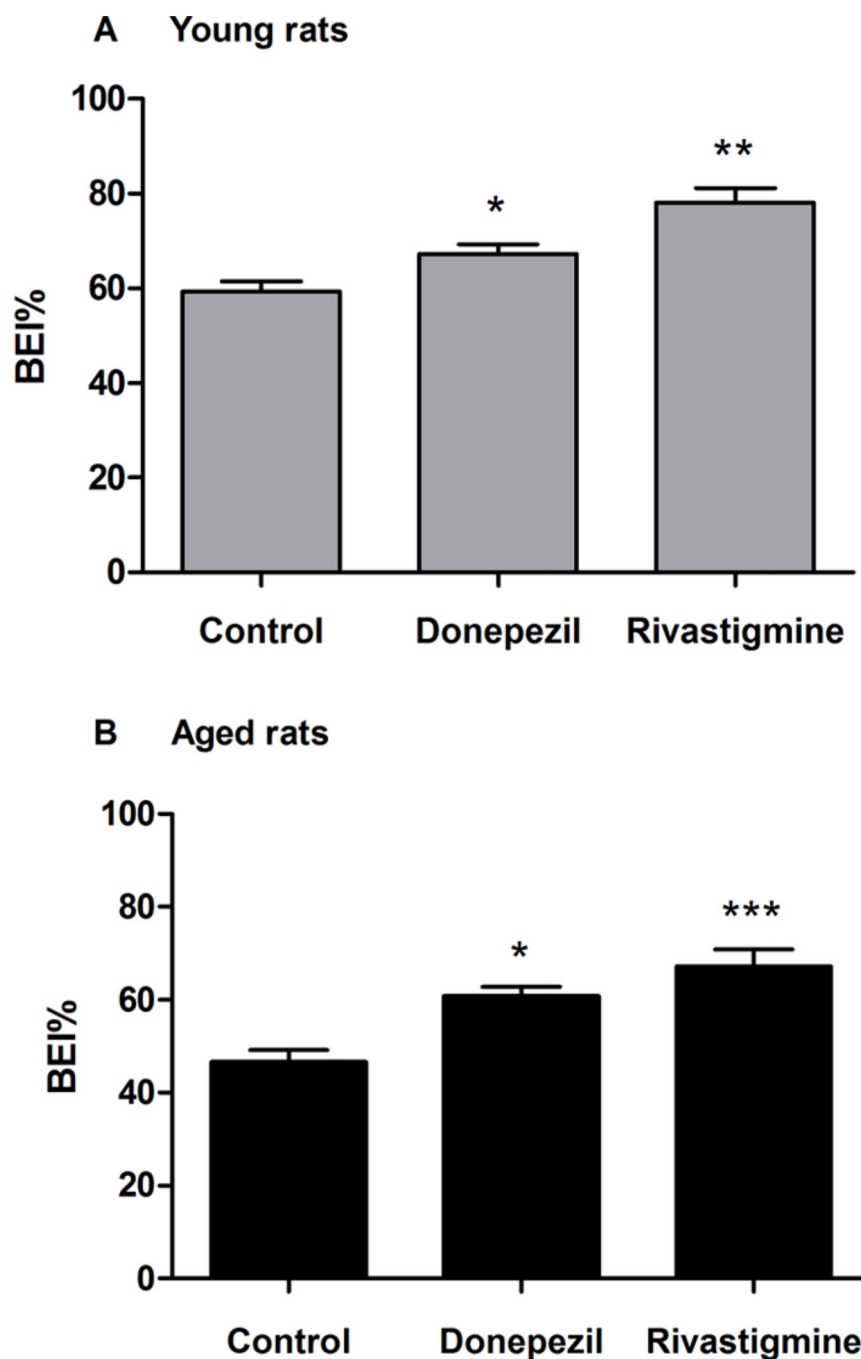 A Young rats
100
80
60
40
20
0
BEI%
*
**
Control Donepezil Rivastigmine
B Aged rats
100
80
60
40
20
0
BEI%
*
***
Control Donepezil Rivastigmine